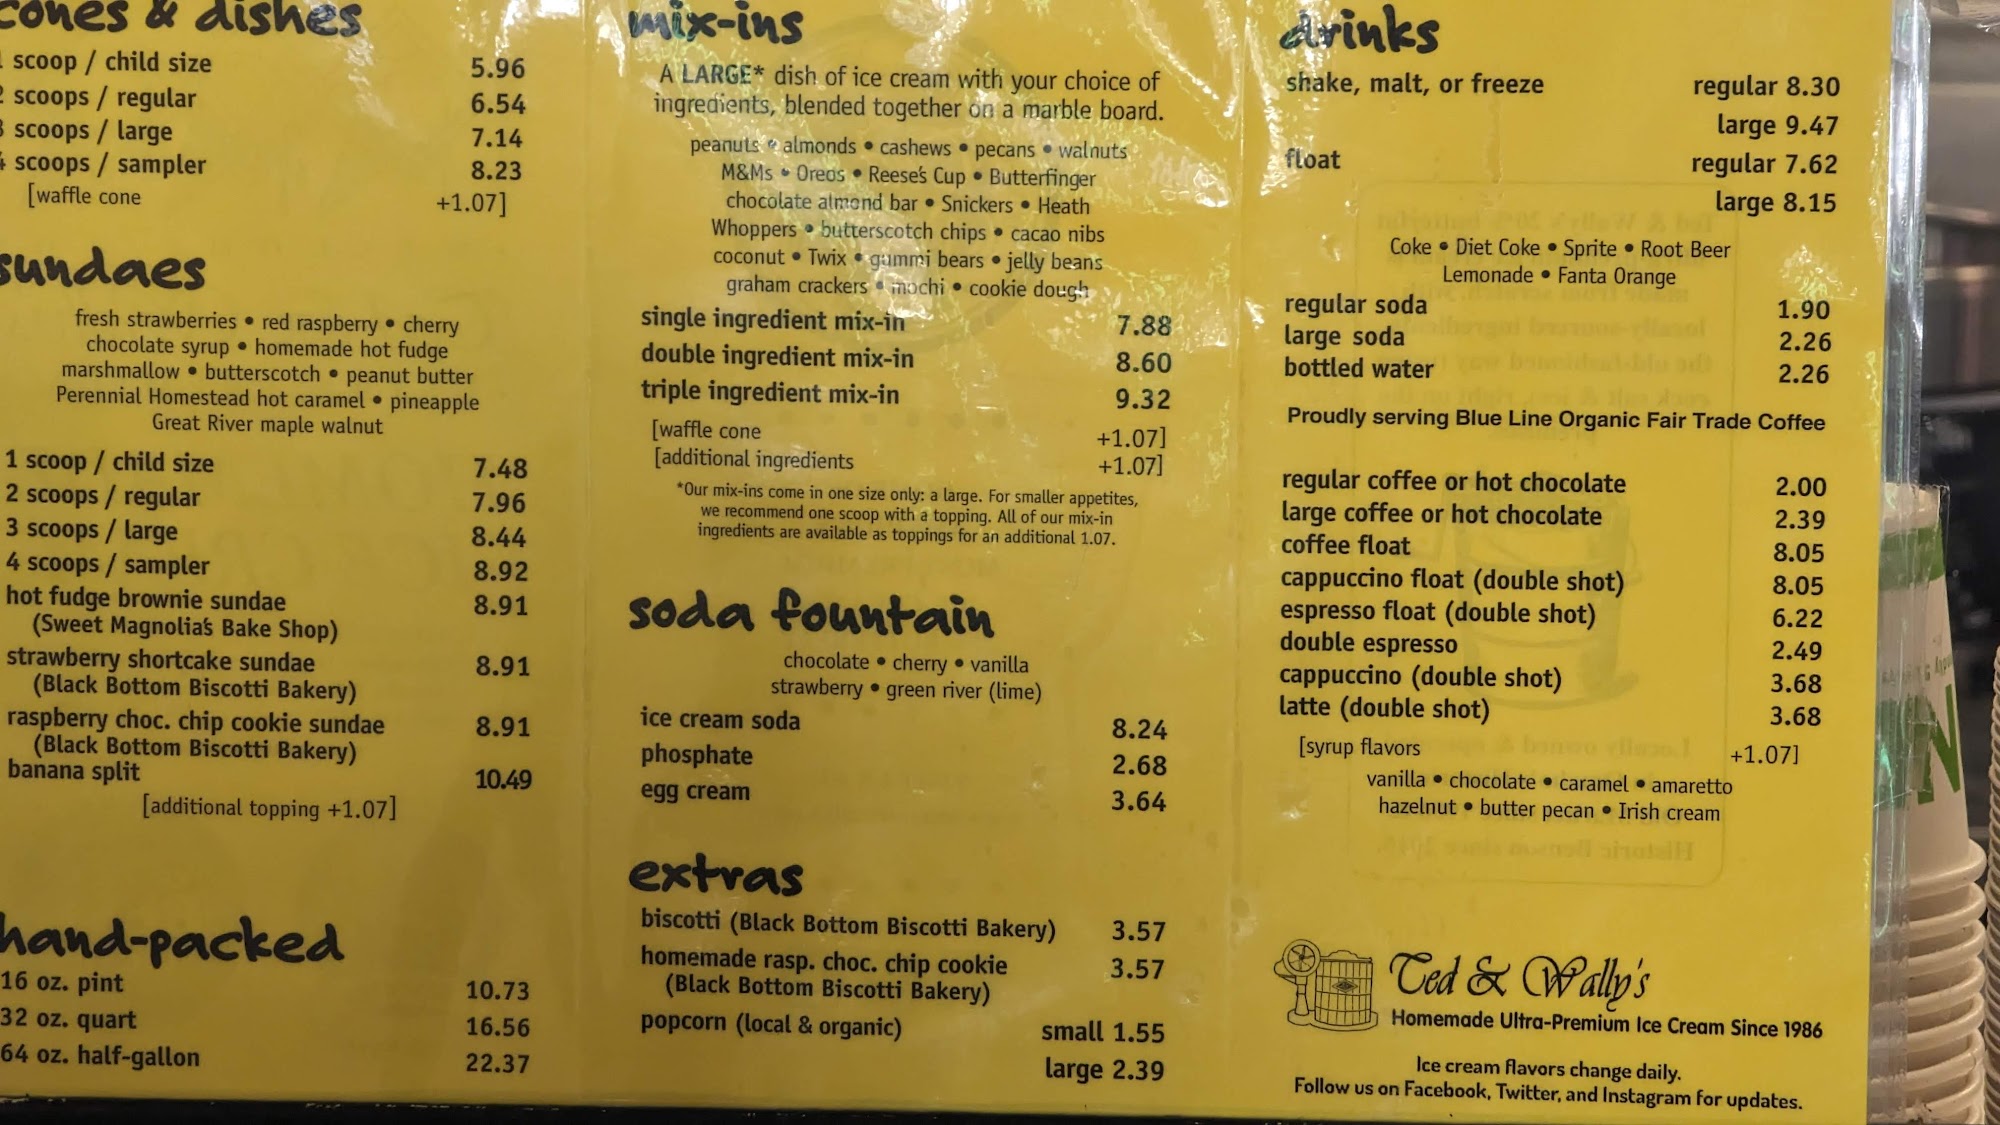 cones & dishes
1 scoop / child size 5.96
2 scoops / regular 6.54
3 scoops / large 7.14
4 scoops / sampler 8.23
[waffle cone +1.07]
sundaes
fresh strawberries • red raspberry • cherry
chocolate syrup • homemade hot fudge
marshmallow • butterscotch • peanut butter
Perennial Homestead hot caramel • pineapple
Great River maple walnut
1 scoop / child size 7.48
2 scoops / regular 7.96
3 scoops / large 8.44
4 scoops / sampler 8.92
hot fudge brownie sundae 8.91
(Sweet Magnolia's Bake Shop)
strawberry shortcake sundae 8.91
(Black Bottom Biscotti Bakery)
raspberry choc. chip cookie sundae 8.91
(Black Bottom Biscotti Bakery)
banana split 10.49
[additional topping +1.07]
hand-packed
16 oz. pint 10.73
32 oz. quart 16.56
64 oz. half-gallon 22.37
mix-ins
A LARGE* dish of ice cream with your choice of
ingredients, blended together on a marble board.
peanuts • almonds • cashews • pecans • walnuts
M&Ms • Oreos • Reese's Cup • Butterfinger
chocolate almond bar • Snickers • Heath
Whoppers • butterscotch chips • cacao nibs
coconut • Twix • gummi bears • jelly beans
graham crackers • mochi • cookie dough
single ingredient mix-in 7.88
double ingredient mix-in 8.60
triple ingredient mix-in 9.32
[waffle cone +1.07]
[additional ingredients +1.07]
*Our mix-ins come in one size only: a large. For smaller appetites,
we recommend one scoop with a topping. All of our mix-in
ingredients are available as toppings for an additional 1.07.
soda fountain
chocolate • cherry • vanilla
strawberry • green river (lime)
ice cream soda 8.24
phosphate 2.68
egg cream 3.64
extras
biscotti (Black Bottom Biscotti Bakery) 3.57
homemade rasp. choc. chip cookie 3.57
(Black Bottom Biscotti Bakery)
popcorn (local & organic) small 1.55
large 2.39
drinks
shake, malt, or freeze regular 8.30
large 9.47
float regular 7.62
large 8.15
Coke • Diet Coke • Sprite • Root Beer
Lemonade • Fanta Orange
regular soda 1.90
large soda 2.26
bottled water 2.26
Proudly serving Blue Line Organic Fair Trade Coffee
regular coffee or hot chocolate 2.00
large coffee or hot chocolate 2.39
coffee float 8.05
cappuccino float (double shot) 8.05
espresso float (double shot) 6.22
double espresso 2.49
cappuccino (double shot) 3.68
latte (double shot) 3.68
[syrup flavors +1.07]
vanilla • chocolate • caramel • amaretto
hazelnut • butter pecan • Irish cream
Ted & Wally's
Homemade Ultra-Premium Ice Cream Since 1986
Ice cream flavors change daily.
Follow us on Facebook, Twitter, and Instagram for updates.